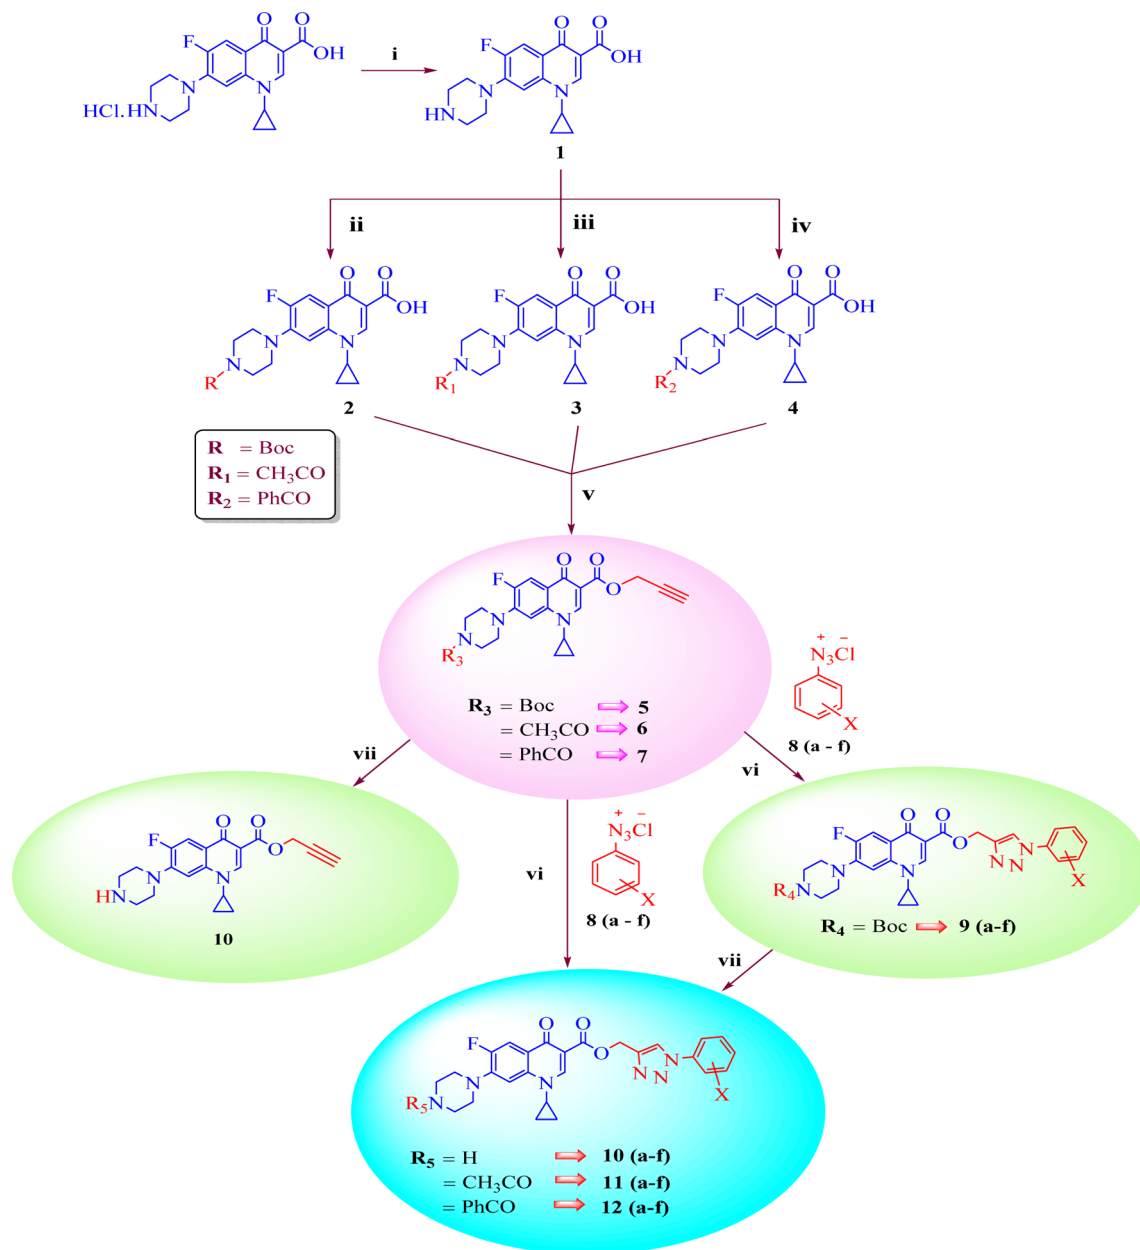 O O
F OH
N N
HCl.HN
i
O O
F OH
N N
HN
1
ii iii iv
O O
F OH
N N
N
R
2
O O
F OH
N N
N
R1
3
O O
F OH
N N
N
R2
4
R = Boc
R1 = CH3CO
R2 = PhCO
v
O O
F O
N N
N
R3
R3 = Boc 5
= CH3CO 6
= PhCO 7
+ −
N3Cl
X
8 (a - f)
vii
vi
O O
F O
N N
HN
10
+ −
N3Cl
X
8 (a - f)
vi
O O
F O
N N
N N=N
R4 N
X
R4 = Boc 9 (a-f)
vii
O O
F O
N N
N N=N
R5 N
X
R5 = H 10 (a-f)
= CH3CO 11 (a-f)
= PhCO 12 (a-f)